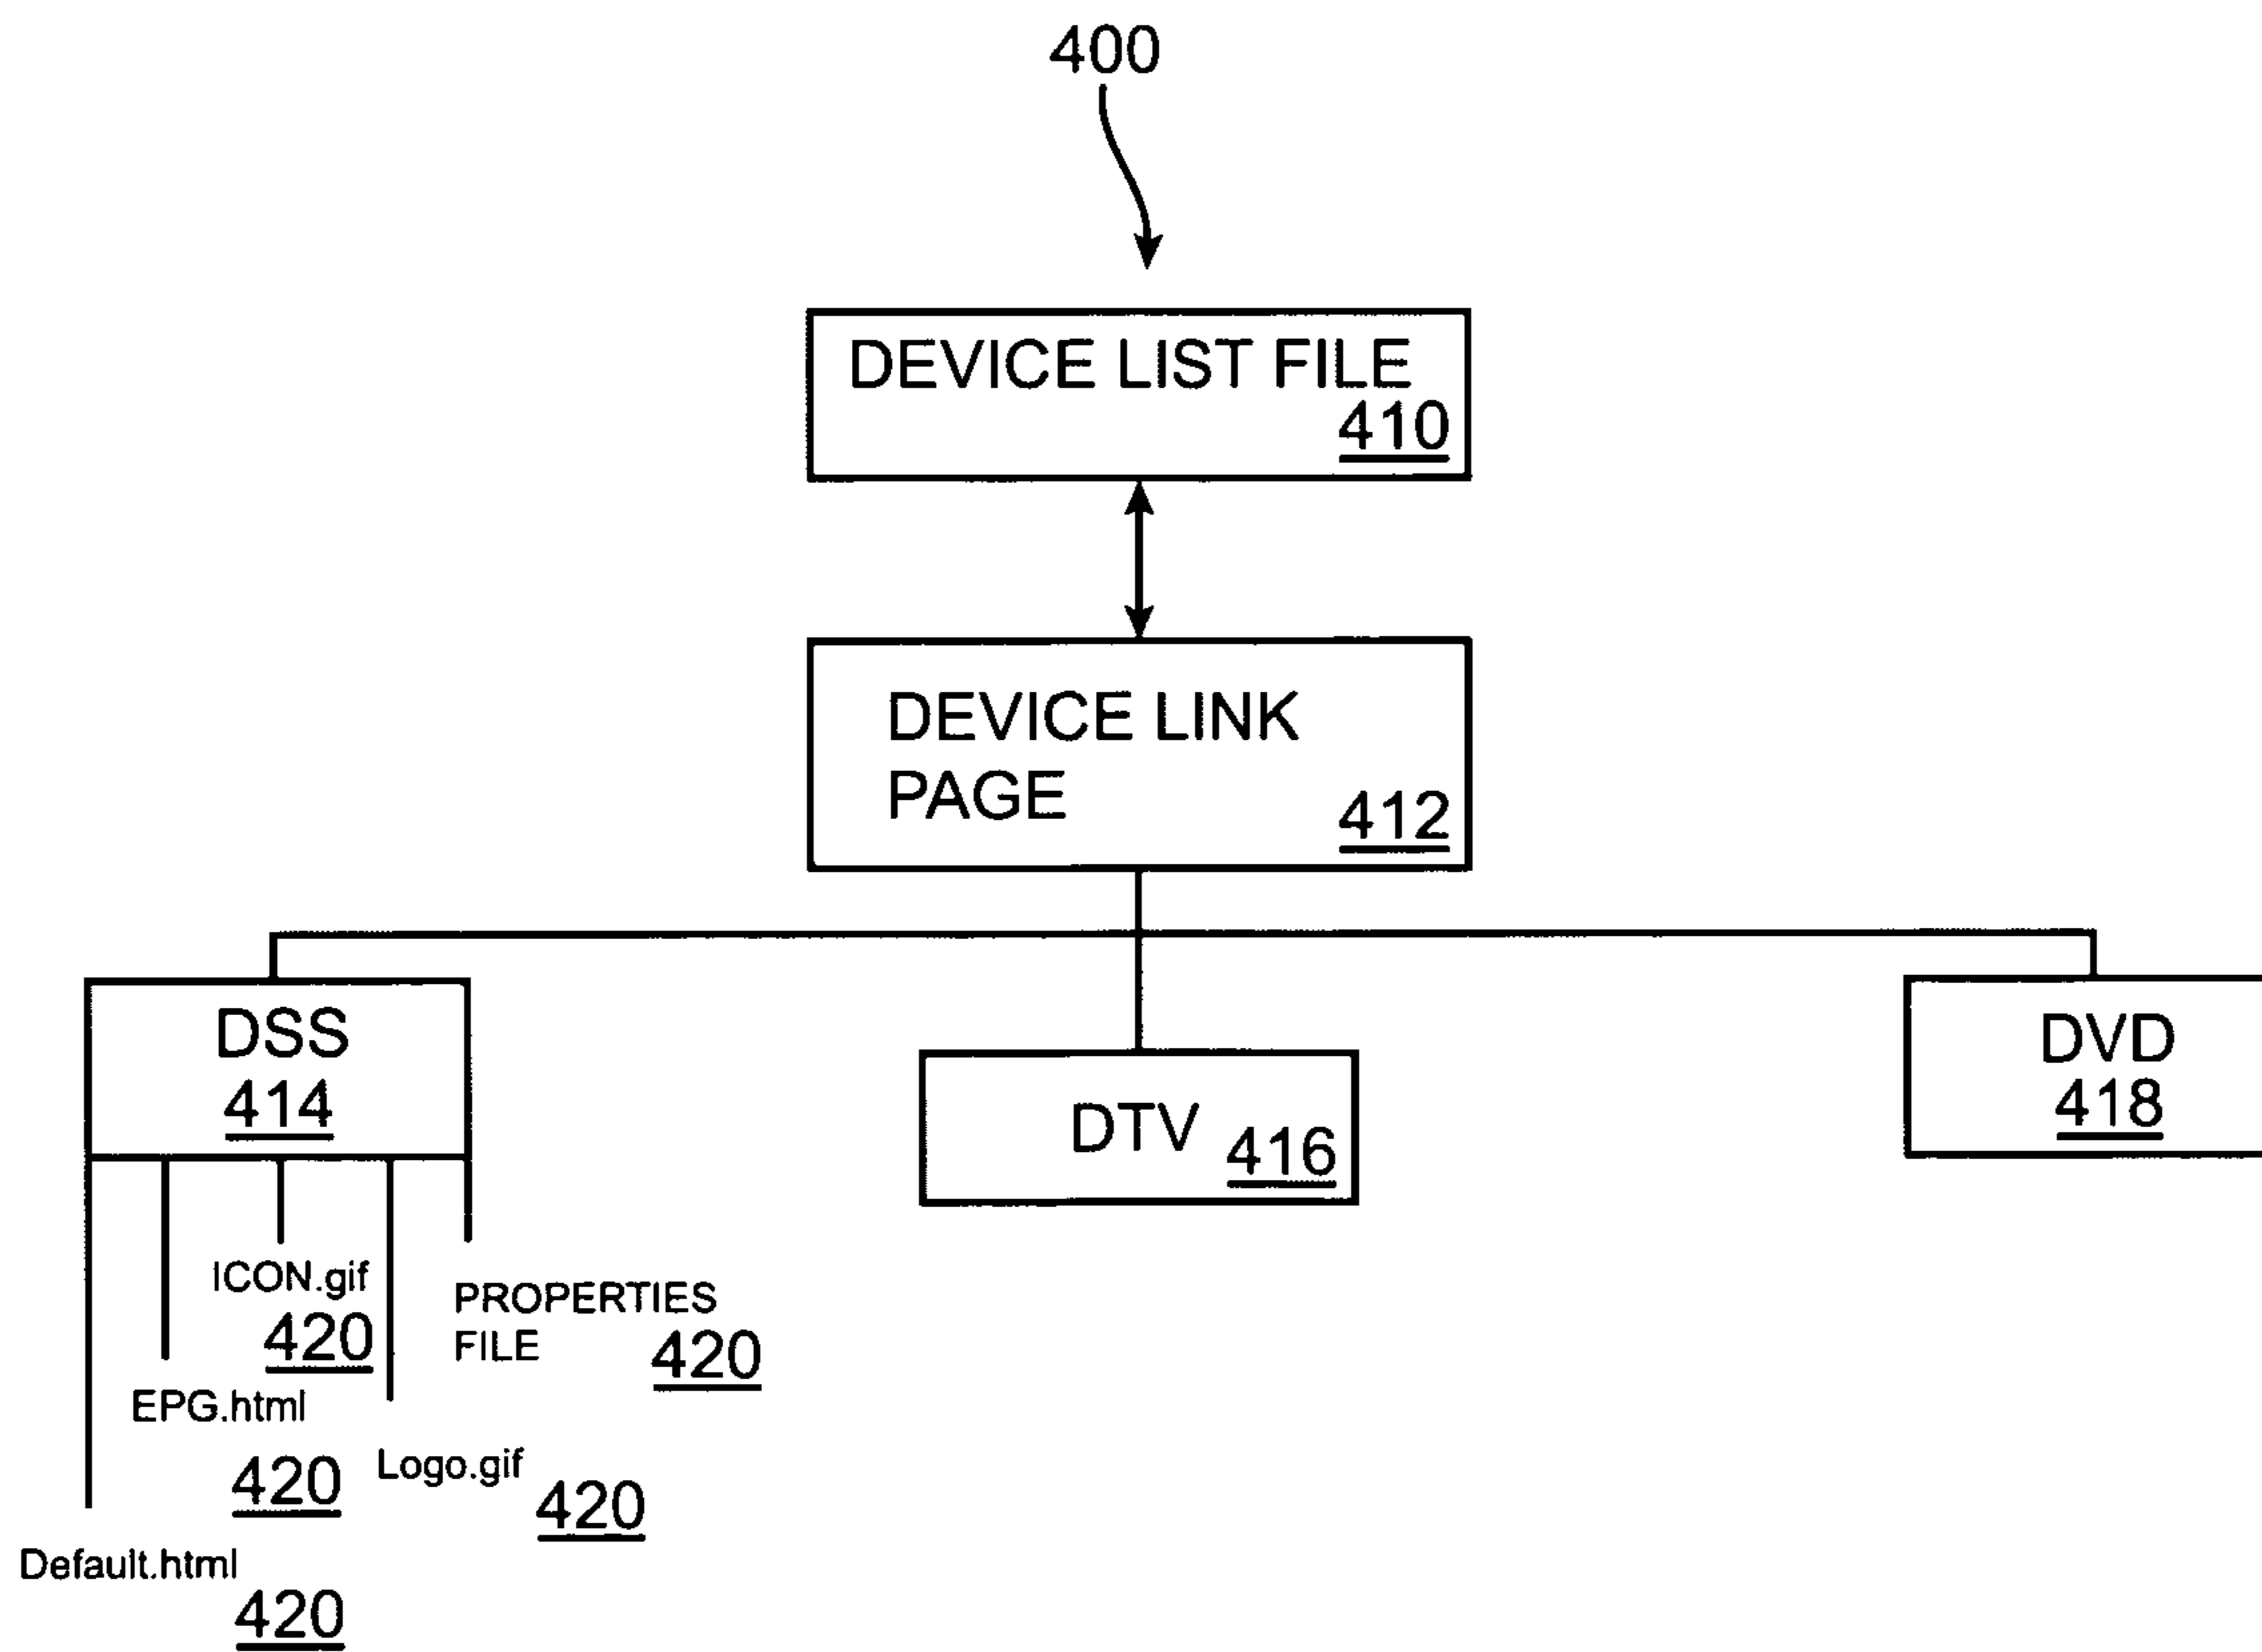 400
DEVICE LIST FILE
410
DEVICE LINK
PAGE
412
DSS
414
DTV 416
DVD
418
ICON.gif
420
PROPERTIES
FILE
420
EPG.html
420
Logo.gif
420
Default.html
420